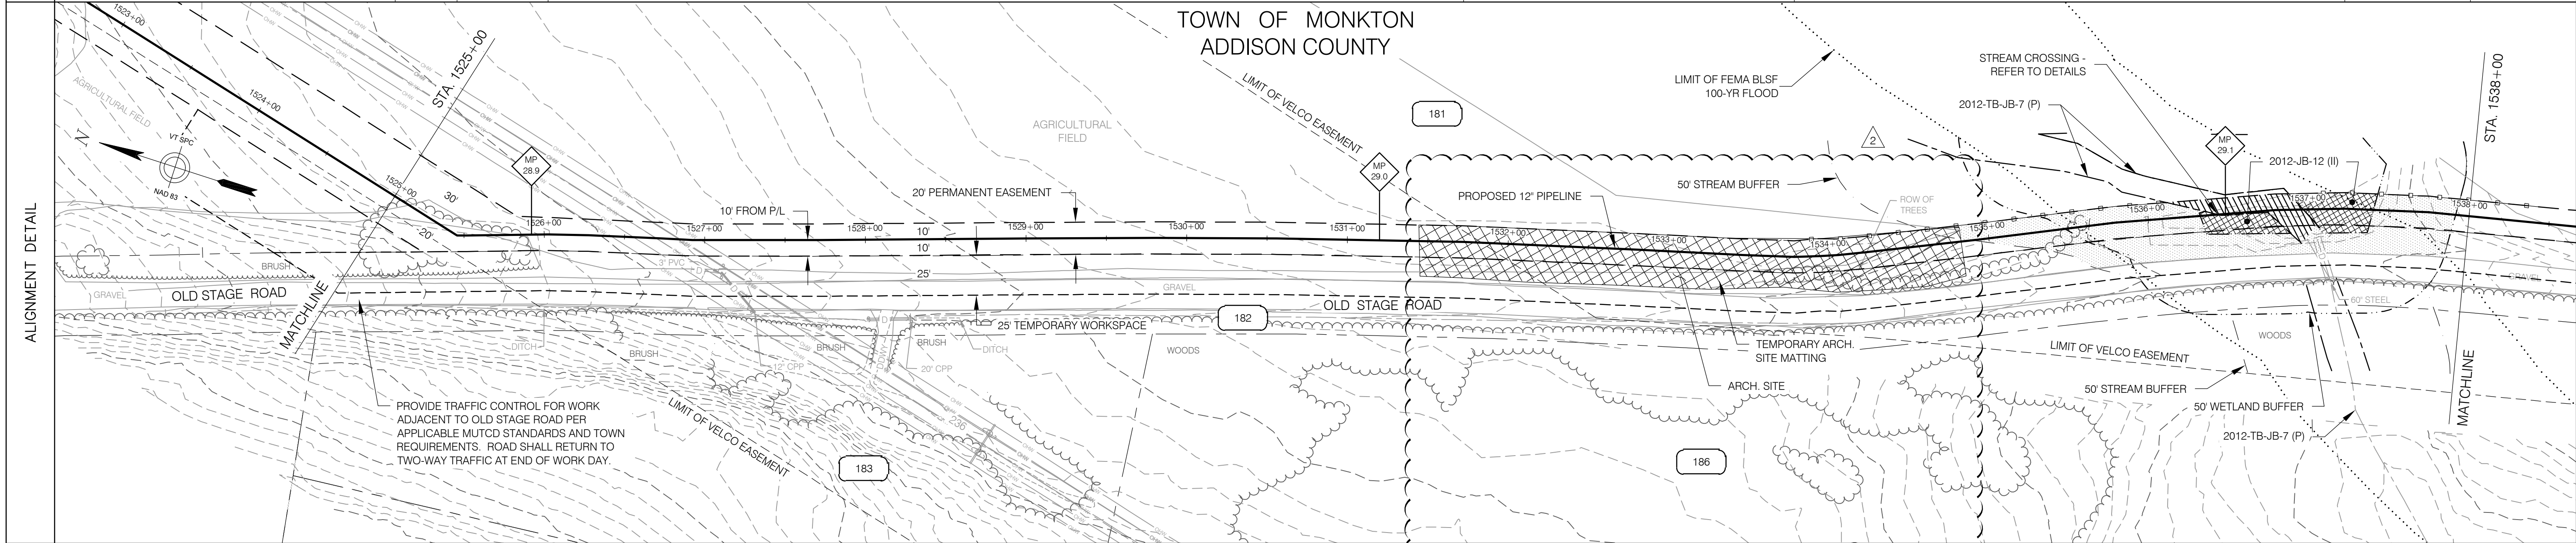 TOWN OF MONKTON
ADDISON COUNTY
ALIGNMENT DETAIL
1523+00
1524+00
1525+00
AGRICULTURAL FIELD
N
VT SPC
NAD 83
STA. 1525+00
MATCHLINE
30'
20'
BRUSH
GRAVEL
OLD STAGE ROAD
MP
28.9
1526+00
10' FROM P/L
20' PERMANENT EASEMENT
1527+00
1528+00
1529+00
1530+00
1531+00
10'
10'
25'
3" PVC
D
D
D
OHW
OHW
OHW
AGRICULTURAL
FIELD
LIMIT OF VELCO EASEMENT
MP
29.0
181
GRAVEL
OLD STAGE ROAD
182
25' TEMPORARY WORKSPACE
DITCH
BRUSH
BRUSH
BRUSH
DITCH
12" CPP
20" CPP
DWY
D
WOODS
236
LIMIT OF VELCO EASEMENT
183
PROVIDE TRAFFIC CONTROL FOR WORK
ADJACENT TO OLD STAGE ROAD PER
APPLICABLE MUTCD STANDARDS AND TOWN
REQUIREMENTS. ROAD SHALL RETURN TO
TWO-WAY TRAFFIC AT END OF WORK DAY.
PROPOSED 12" PIPELINE
50' STREAM BUFFER
2
LIMIT OF FEMA BLSF
100-YR FLOOD
ROW OF
TREES
1532+00
1533+00
1534+00
1535+00
1536+00
1537+00
1538+00
TEMPORARY ARCH.
SITE MATTING
ARCH. SITE
186
STREAM CROSSING -
REFER TO DETAILS
2012-TB-JB-7 (P)
MP
29.1
2012-JB-12 (II)
STA. 1538+00
MATCHLINE
GRAVEL
60" STEEL
WOODS
LIMIT OF VELCO EASEMENT
50' STREAM BUFFER
50' WETLAND BUFFER
2012-TB-JB-7 (P)